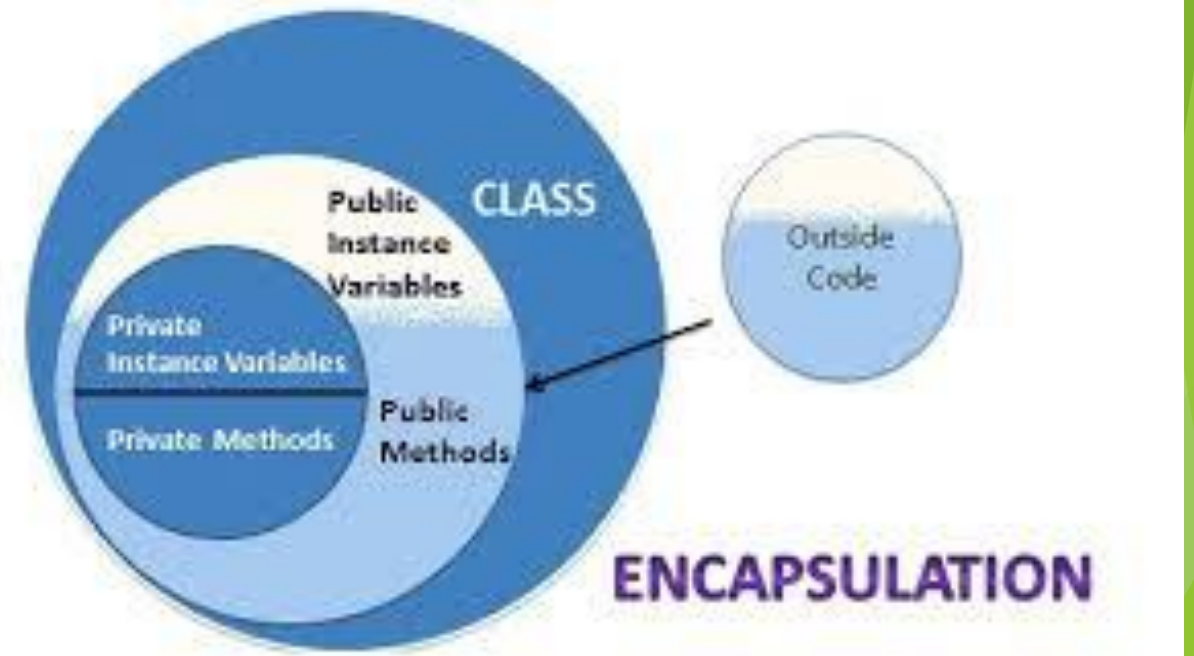 Public
Instance
Variables
CLASS
Outside
Code
Private
Instance Variables
Private Methods
Public
Methods
ENCAPSULATION